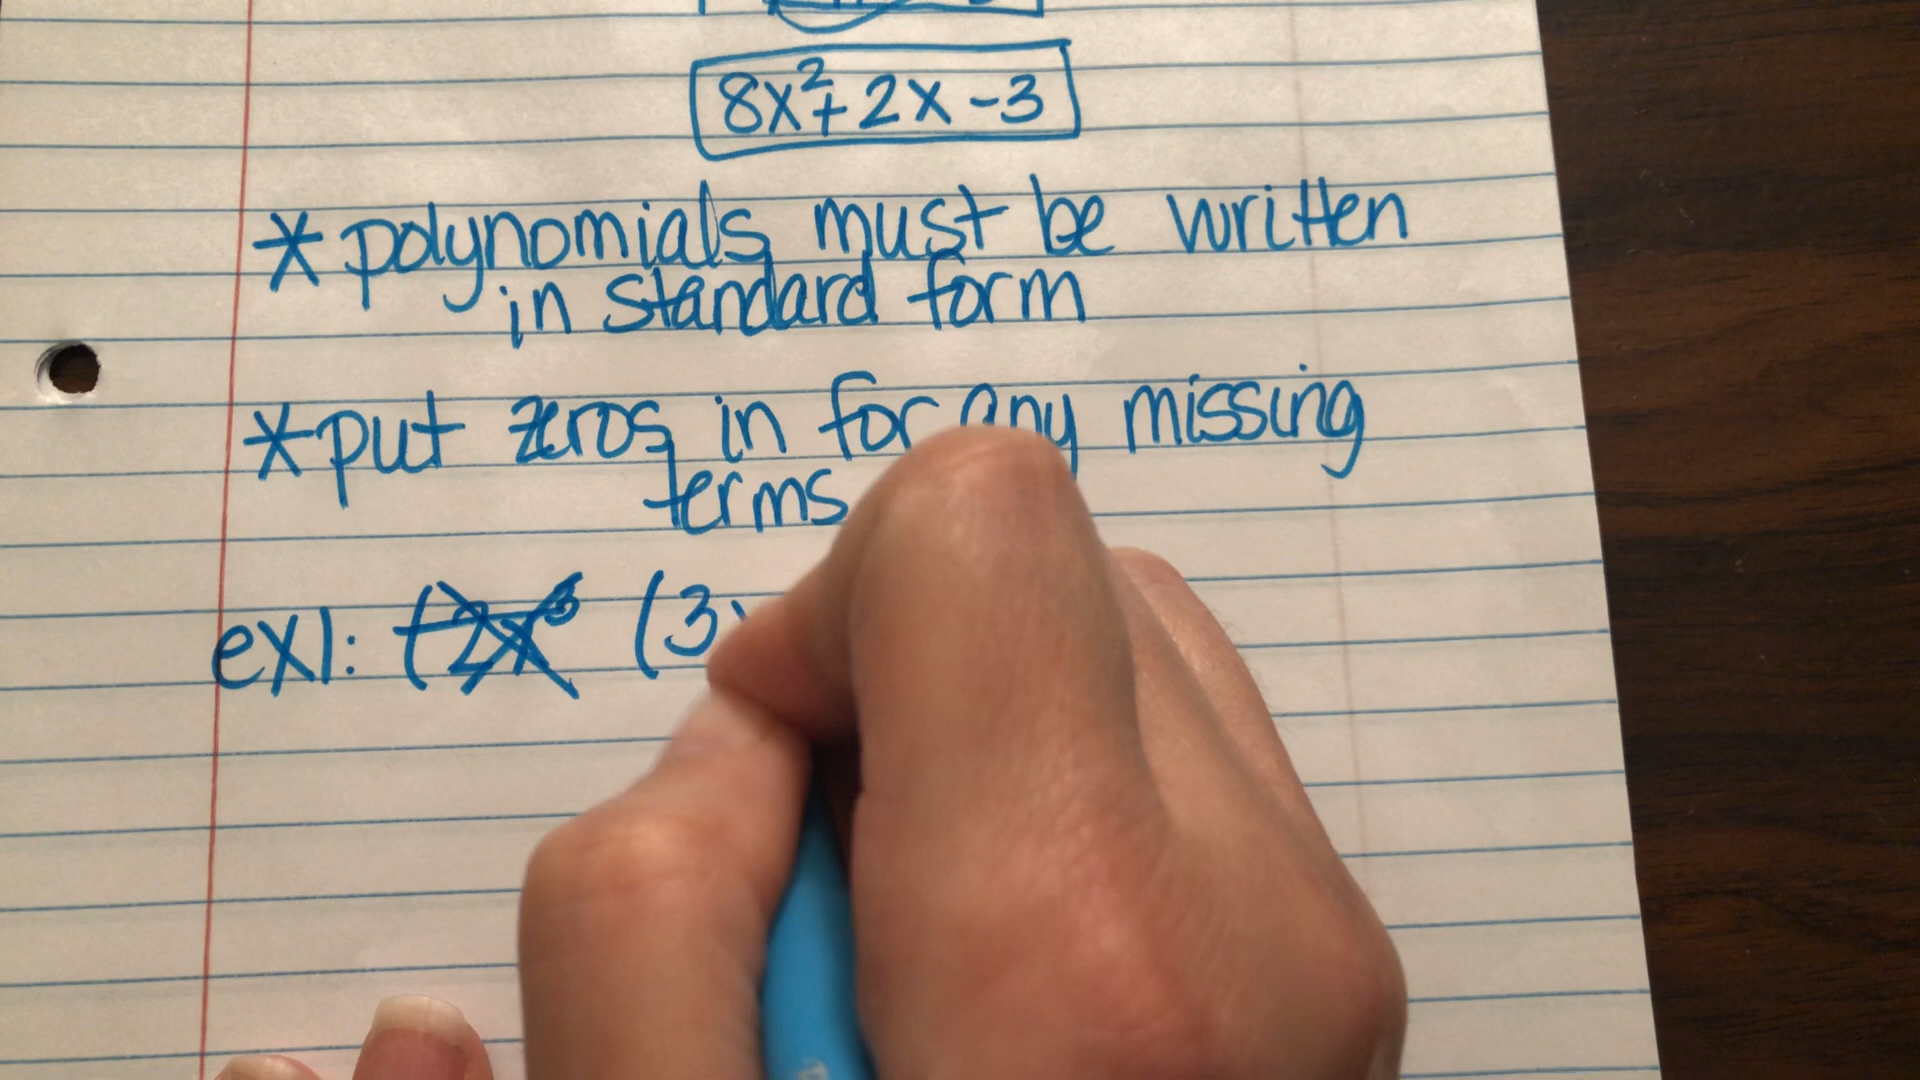 8x²+2x-3
*polynomials must be written
in standard form
*put zeros in for any missing
terms
ex1: (3